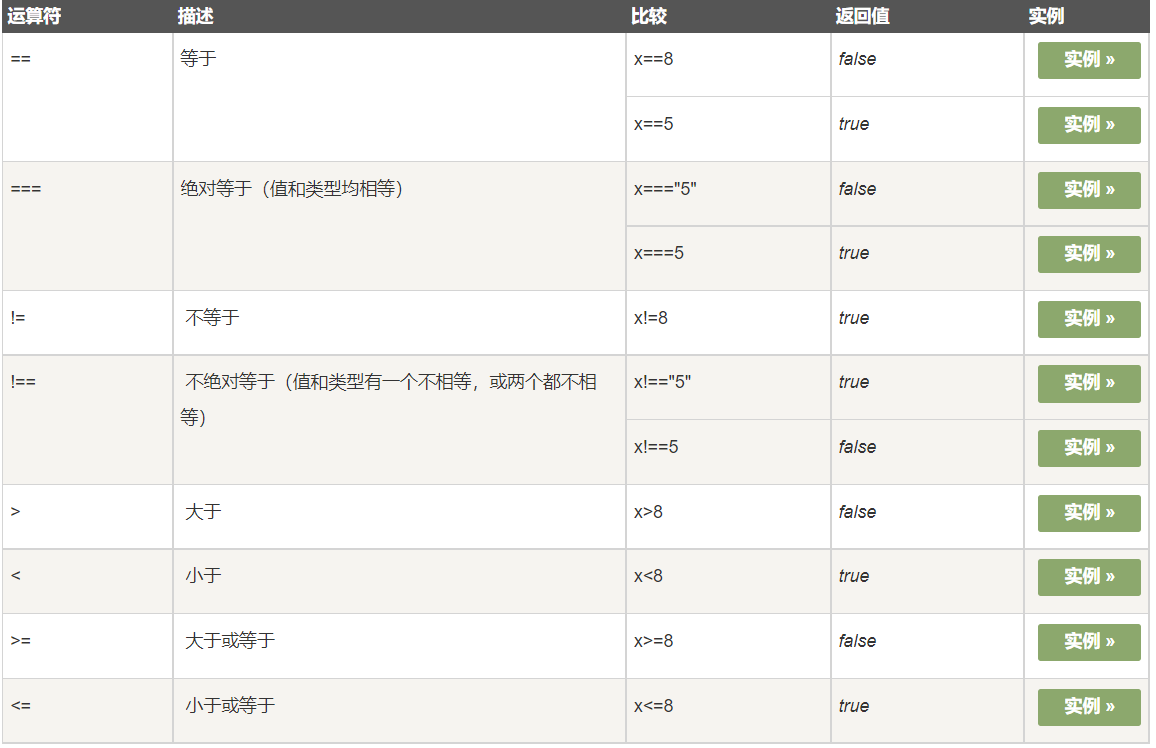 运算符 描述 比较 返回值 实例
== 等于 x==8 false 实例 »
x==5 true 实例 »
=== 绝对等于（值和类型均相等） x==="5" false 实例 »
x===5 true 实例 »
!= 不等于 x!=8 true 实例 »
!== 不绝对等于（值和类型有一个不相等，或两个都不相 x!=="5" true 实例 »
等）
x!==5 false 实例 »
> 大于 x>8 false 实例 »
< 小于 x<8 true 实例 »
>= 大于或等于 x>=8 false 实例 »
<= 小于或等于 x<=8 true 实例 »